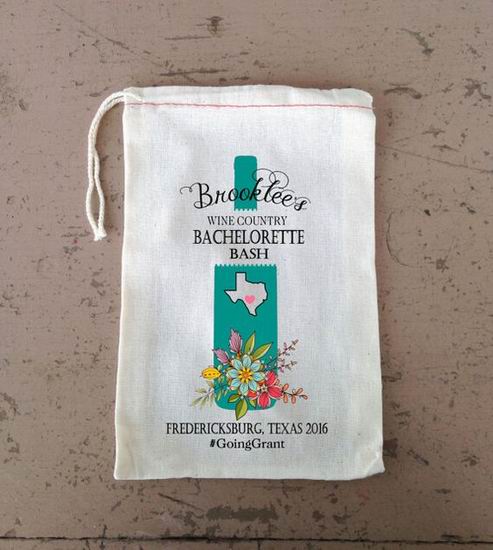 Brooklee's
WINE COUNTRY
BACHELORETTE
BASH
FREDERICKSBURG, TEXAS 2016
#GoingGrant